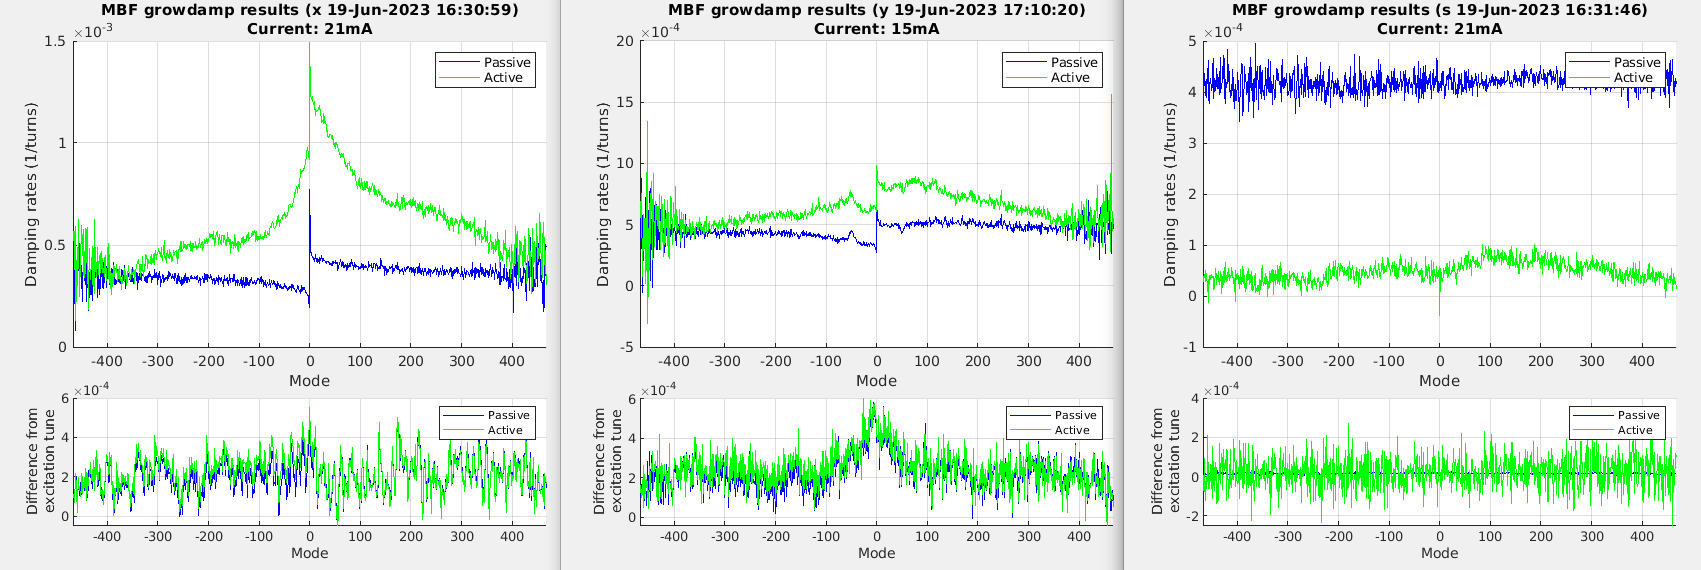 MBF growdamp results (x 19-Jun-2023 16:30:59)
Current: 21mA
×10-3
1.5
1
0.5
0
Damping rates (1/turns)
Passive
Active
-400 -300 -200 -100 0 100 200 300 400
Mode
×10-4
6
4
2
0
Difference from
excitation tune
Passive
Active
-400 -300 -200 -100 0 100 200 300 400
Mode
MBF growdamp results (y 19-Jun-2023 17:10:20)
Current: 15mA
×10-4
20
15
10
5
0
-5
Damping rates (1/turns)
Passive
Active
-400 -300 -200 -100 0 100 200 300 400
Mode
×10-4
6
4
2
0
Difference from
excitation tune
Passive
Active
-400 -300 -200 -100 0 100 200 300 400
Mode
MBF growdamp results (s 19-Jun-2023 16:31:46)
Current: 21mA
×10-4
5
4
3
2
1
0
-1
Damping rates (1/turns)
Passive
Active
-400 -300 -200 -100 0 100 200 300 400
Mode
×10-4
4
2
0
-2
Difference from
excitation tune
Passive
Active
-400 -300 -200 -100 0 100 200 300 400
Mode